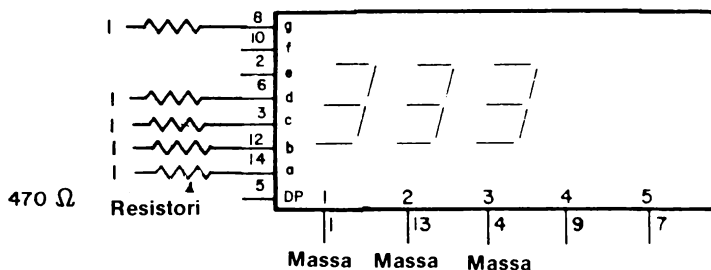 1 8 g
10 f
2 e
1 6 d
1 3 c
1 12 b
1 14 a
470 Ω Resistori 5 DP
1 2 3 4 5
1 13 4 9 7
Massa Massa Massa